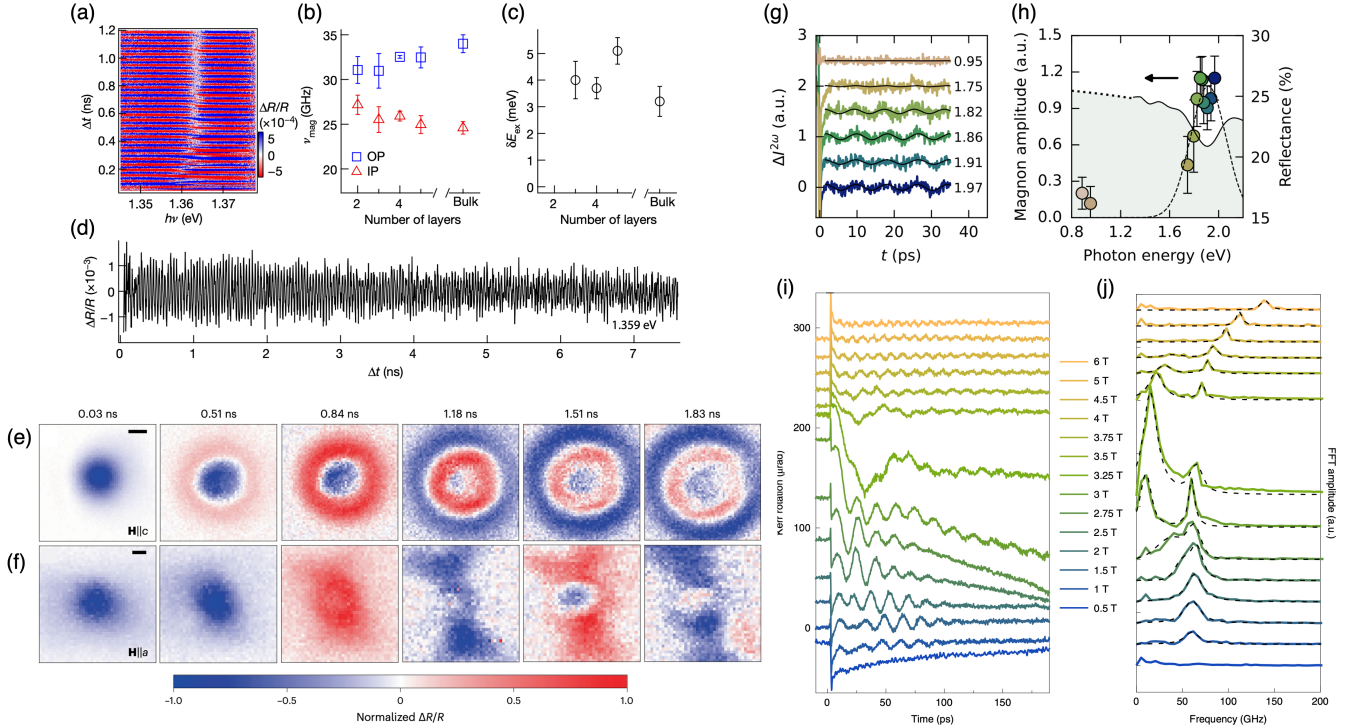 (a)
1.2
1.0
0.8
0.6
0.4
0.2
Δt (ns)
1.35
1.36
1.37
hν (eV)
ΔR/R
(×10⁻⁴)
5
0
−5
(b)
35
30
25
20
ν_mag (GHz)
OP
IP
2
4
Bulk
Number of layers
(c)
5
4
3
2
1
0
δE_ex (meV)
2
4
Bulk
Number of layers
(d)
1
0
−1
ΔR/R (×10⁻³)
1.359 eV
0
1
2
3
4
5
6
7
Δt (ns)
0.03 ns
0.51 ns
0.84 ns
1.18 ns
1.51 ns
1.83 ns
(e)
H||c
(f)
H||a
−1.0
−0.5
0
0.5
1.0
Normalized ΔR/R
(g)
3
2
1
0
ΔI²ω (a.u.)
0.95
1.75
1.82
1.86
1.91
1.97
0
10
20
30
40
t (ps)
(h)
1.5
1.2
0.9
0.6
0.3
0.0
Magnon amplitude (a.u.)
30
25
20
15
Reflectance (%)
0.8
1.2
1.6
2.0
Photon energy (eV)
(i)
300
200
100
0
Kerr rotation (μrad)
0
50
100
150
Time (ps)
6 T
5 T
4.5 T
4 T
3.75 T
3.5 T
3.25 T
3 T
2.75 T
2.5 T
2 T
1.5 T
1 T
0.5 T
(j)
FFT amplitude (a.u.)
0
50
100
150
200
Frequency (GHz)